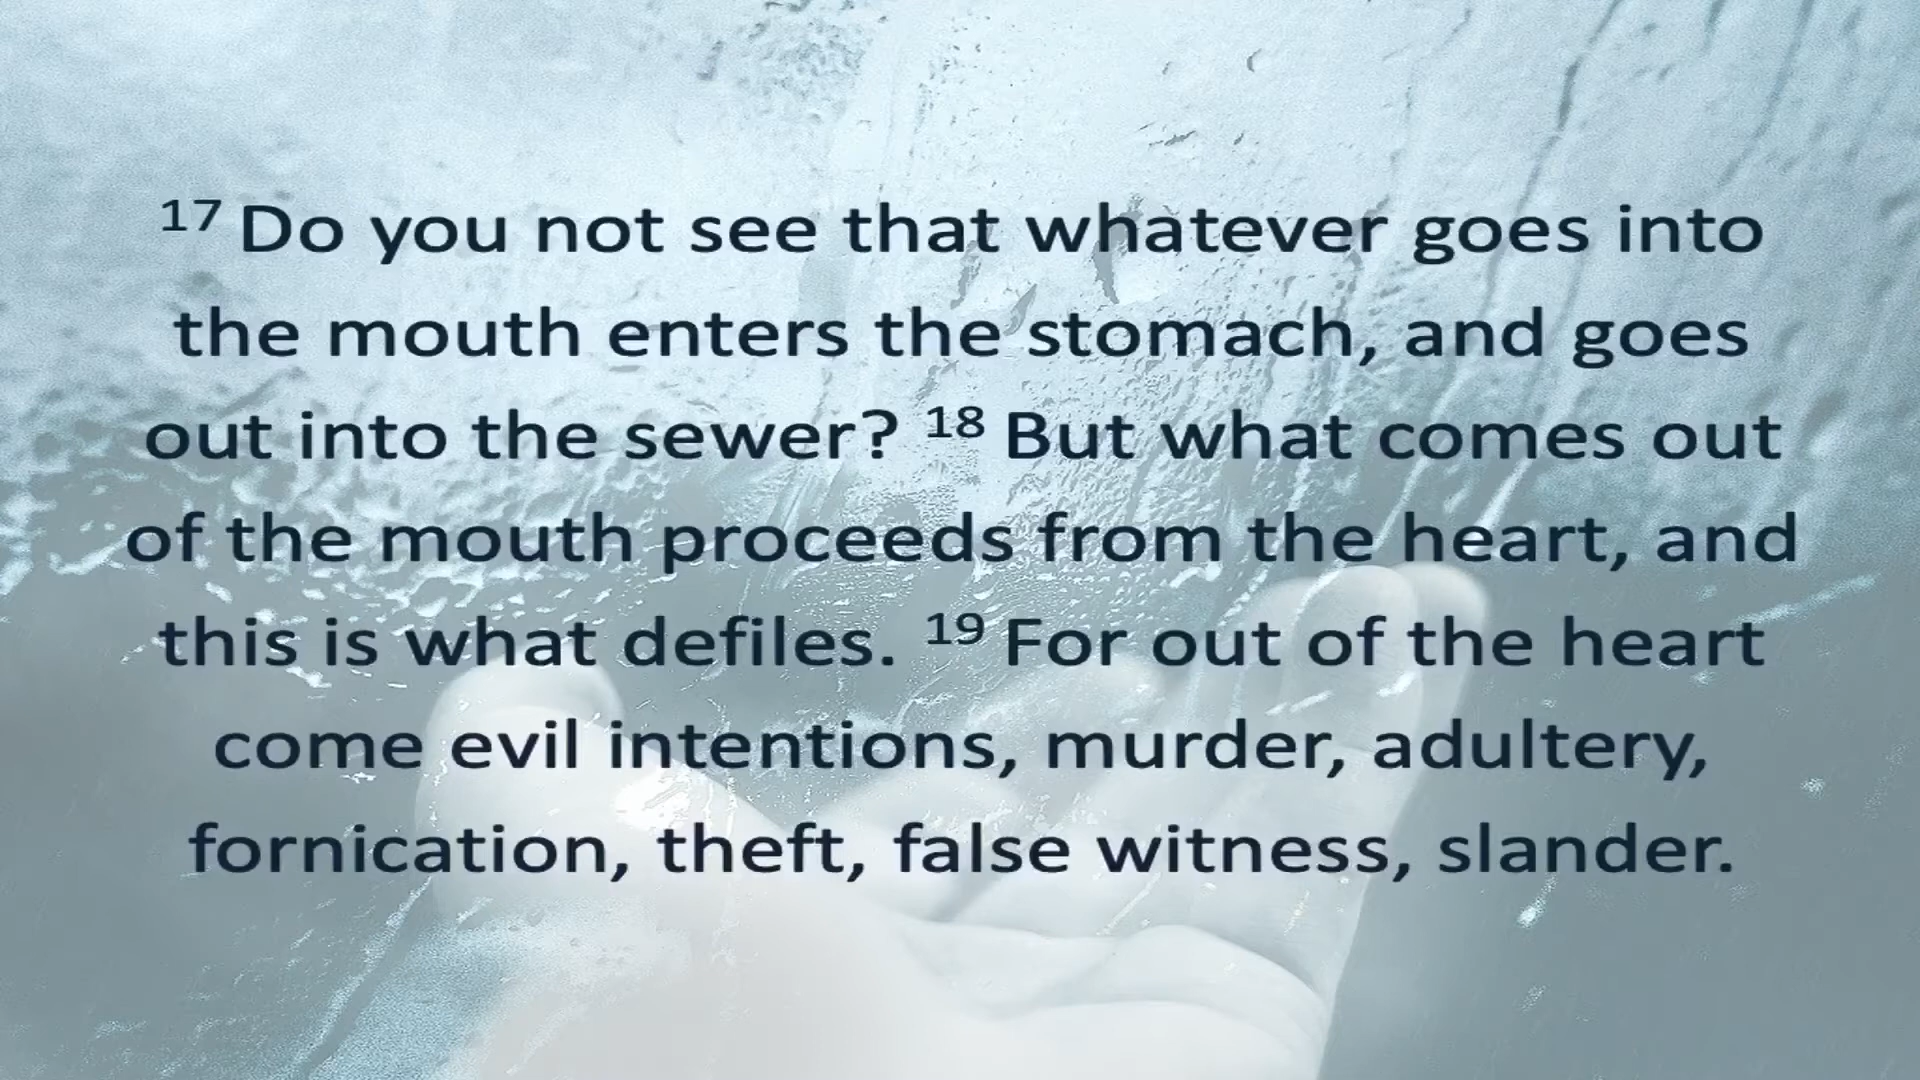 17 Do you not see that whatever goes into
the mouth enters the stomach, and goes
out into the sewer? 18 But what comes out
of the mouth proceeds from the heart, and
this is what defiles. 19 For out of the heart
come evil intentions, murder, adultery,
fornication, theft, false witness, slander.